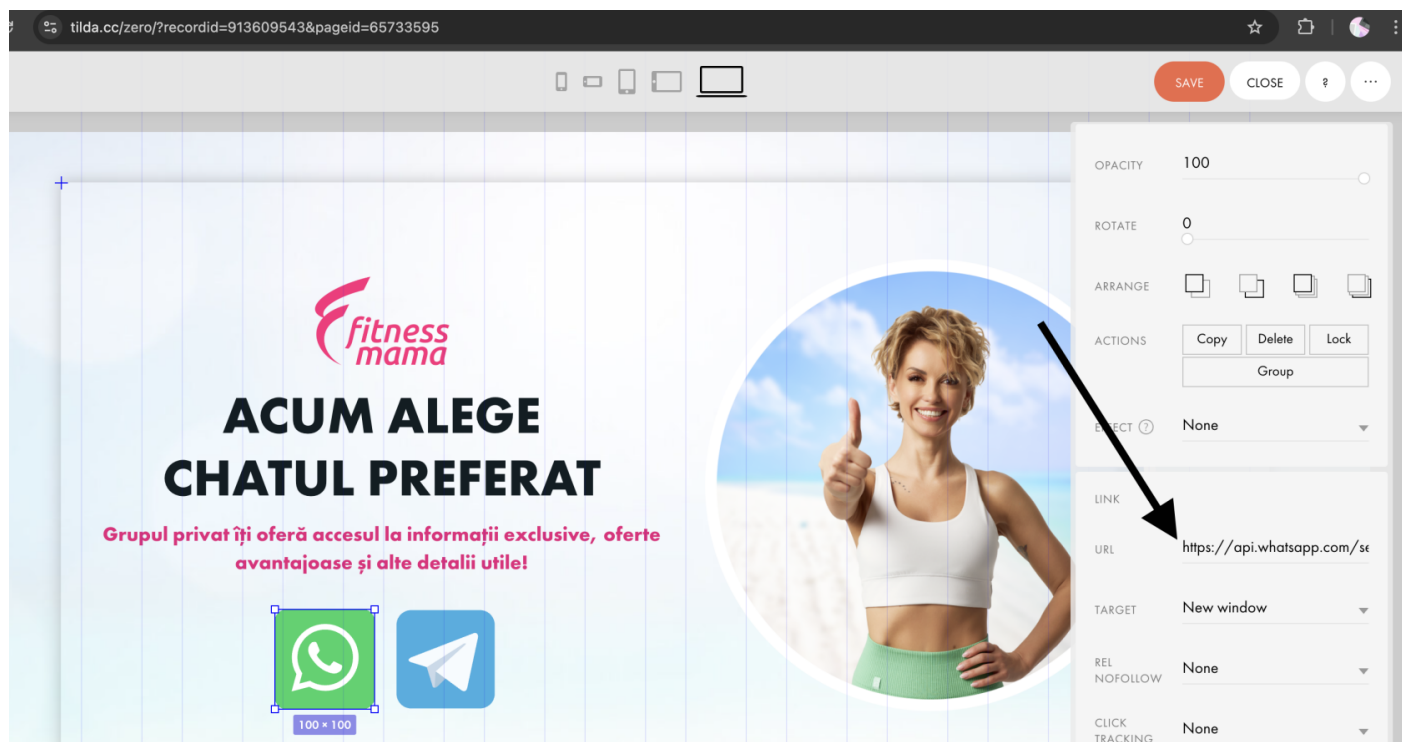 tilda.cc/zero/?recordid=913609543&pageid=65733595
SAVE
CLOSE
?
...
OPACITY 100
ROTATE 0
ARRANGE
ACTIONS Copy Delete Lock
Group
EFFECT ? None
LINK
URL https://api.whatsapp.com/se
TARGET New window
REL
NOFOLLOW None
CLICK
TRACKING None
fitness
mama
ACUM ALEGE
CHATUL PREFERAT
Grupul privat îți oferă accesul la informații exclusive, oferte
avantajoase și alte detalii utile!
100 × 100